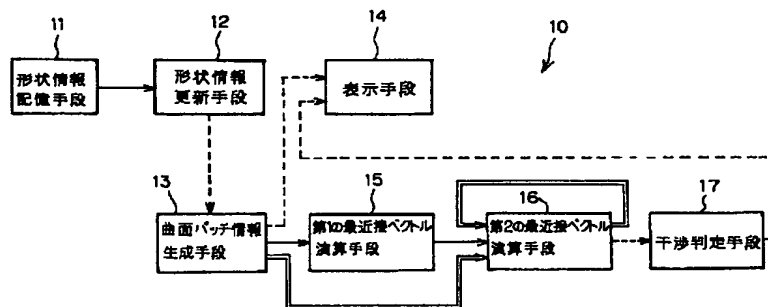 11
12
14
10
形状情報
記憶手段
形状情報
更新手段
表示手段
13
15
16
17
曲面パッチ情報
生成手段
第1の最近接ベクトル
演算手段
第2の最近接ベクトル
演算手段
干渉判定手段